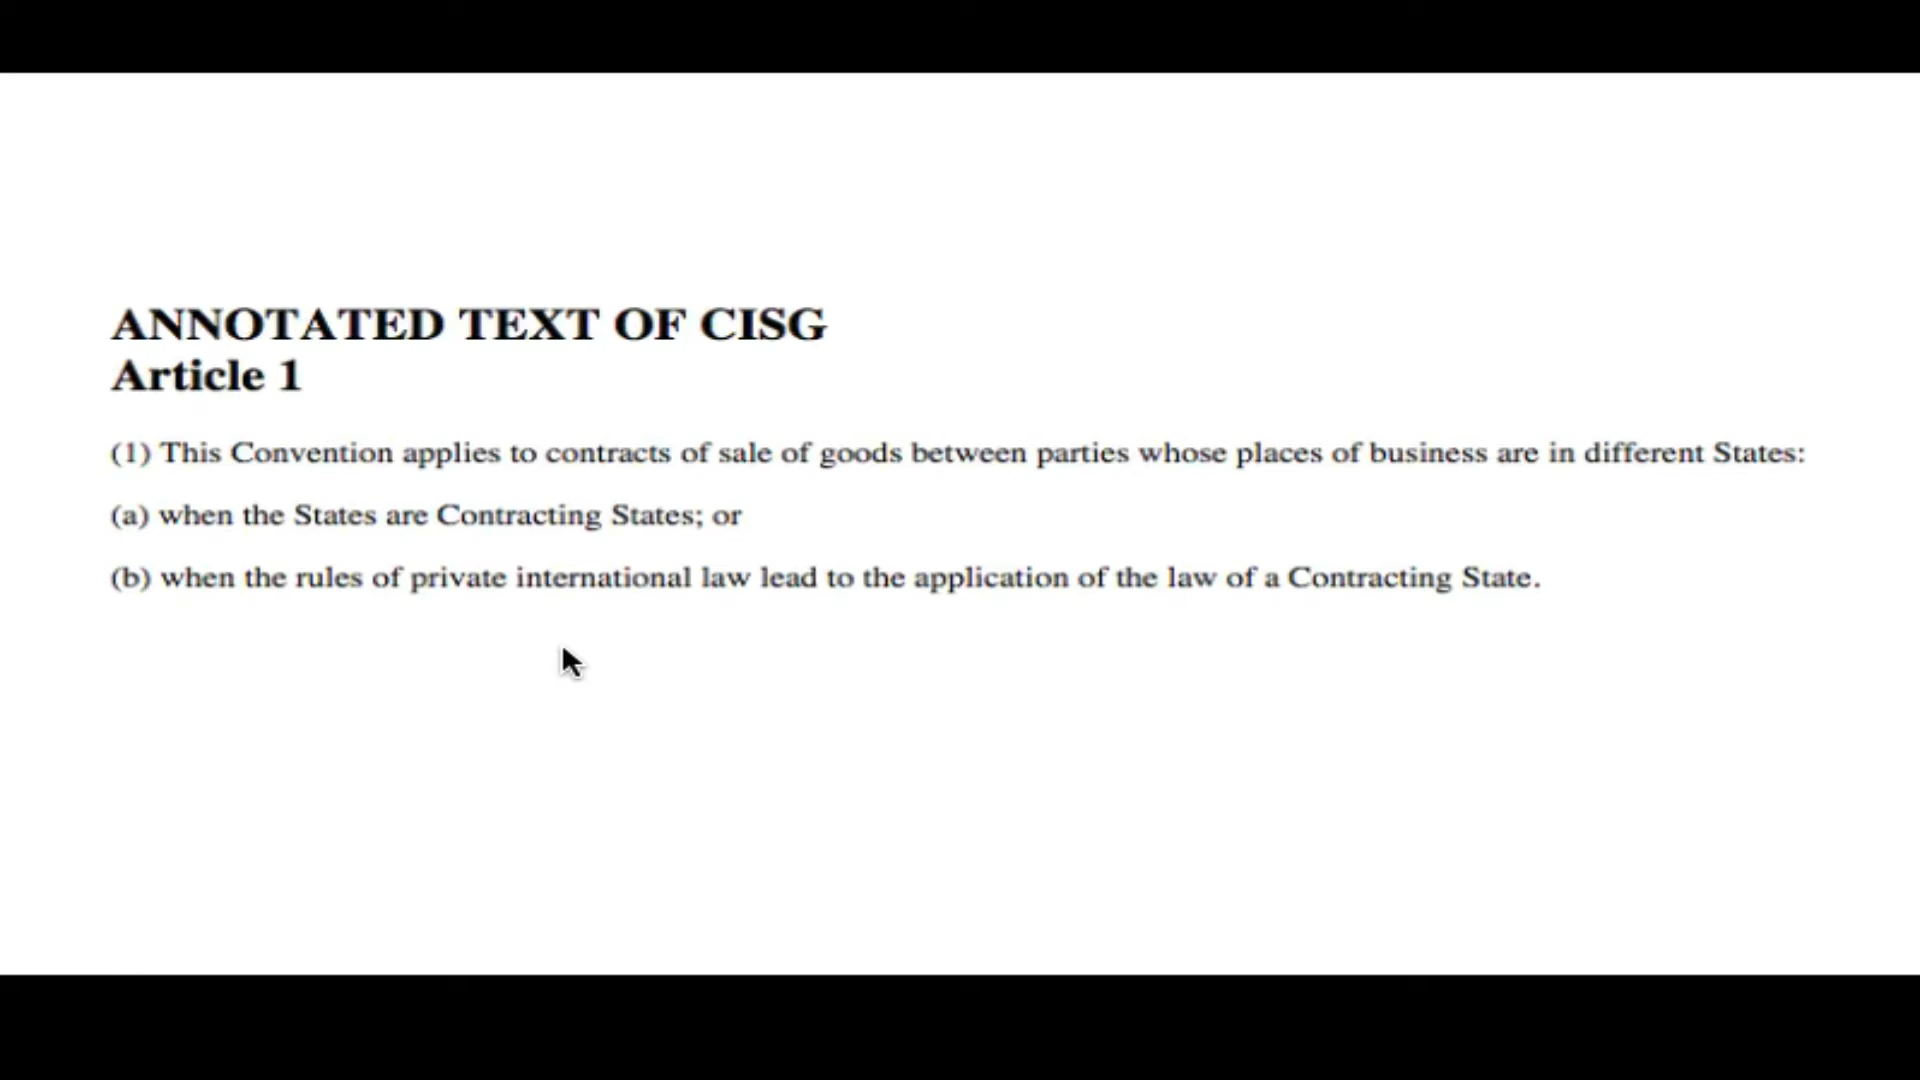 ANNOTATED TEXT OF CISG
Article 1
(1) This Convention applies to contracts of sale of goods between parties whose places of business are in different States:
(a) when the States are Contracting States; or
(b) when the rules of private international law lead to the application of the law of a Contracting State.